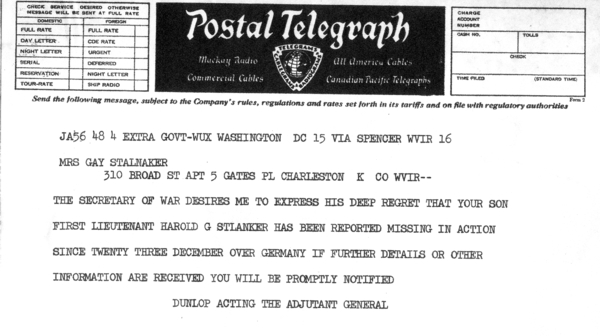 CHECK SERVICE DESIRED OTHERWISE
MESSAGE WILL BE SENT AT FULL RATE
DOMESTIC FOREIGN
FULL RATE FULL RATE
DAY LETTER CDE RATE
NIGHT LETTER URGENT
SERIAL DEFERRED
RESERVATION NIGHT LETTER
TOUR-RATE SHIP RADIO
Postal Telegraph
Mackay Radio All America Cables
Commercial Cables Canadian Pacific Telegraphs
CHARGE
ACCOUNT
NUMBER
CASH NO. TOLLS
CHECK
TIME FILED (STANDARD TIME)
Send the following message, subject to the Company's rules, regulations and rates set forth in its tariffs and on file with regulatory authorities
Form 2
JA56 48 4 EXTRA GOVT-WUX WASHINGTON DC 15 VIA SPENCER WVIR 16
MRS GAY STALNAKER
310 BROAD ST APT 5 GATES PL CHARLESTON K CO WVIR--
THE SECRETARY OF WAR DESIRES ME TO EXPRESS HIS DEEP REGRET THAT YOUR SON
FIRST LIEUTENANT HAROLD G STLANKER HAS BEEN REPORTED MISSING IN ACTION
SINCE TWENTY THREE DECEMBER OVER GERMANY IF FURTHER DETAILS OR OTHER
INFORMATION ARE RECEIVED YOU WILL BE PROMPTLY NOTIFIED
DUNLOP ACTING THE ADJUTANT GENERAL